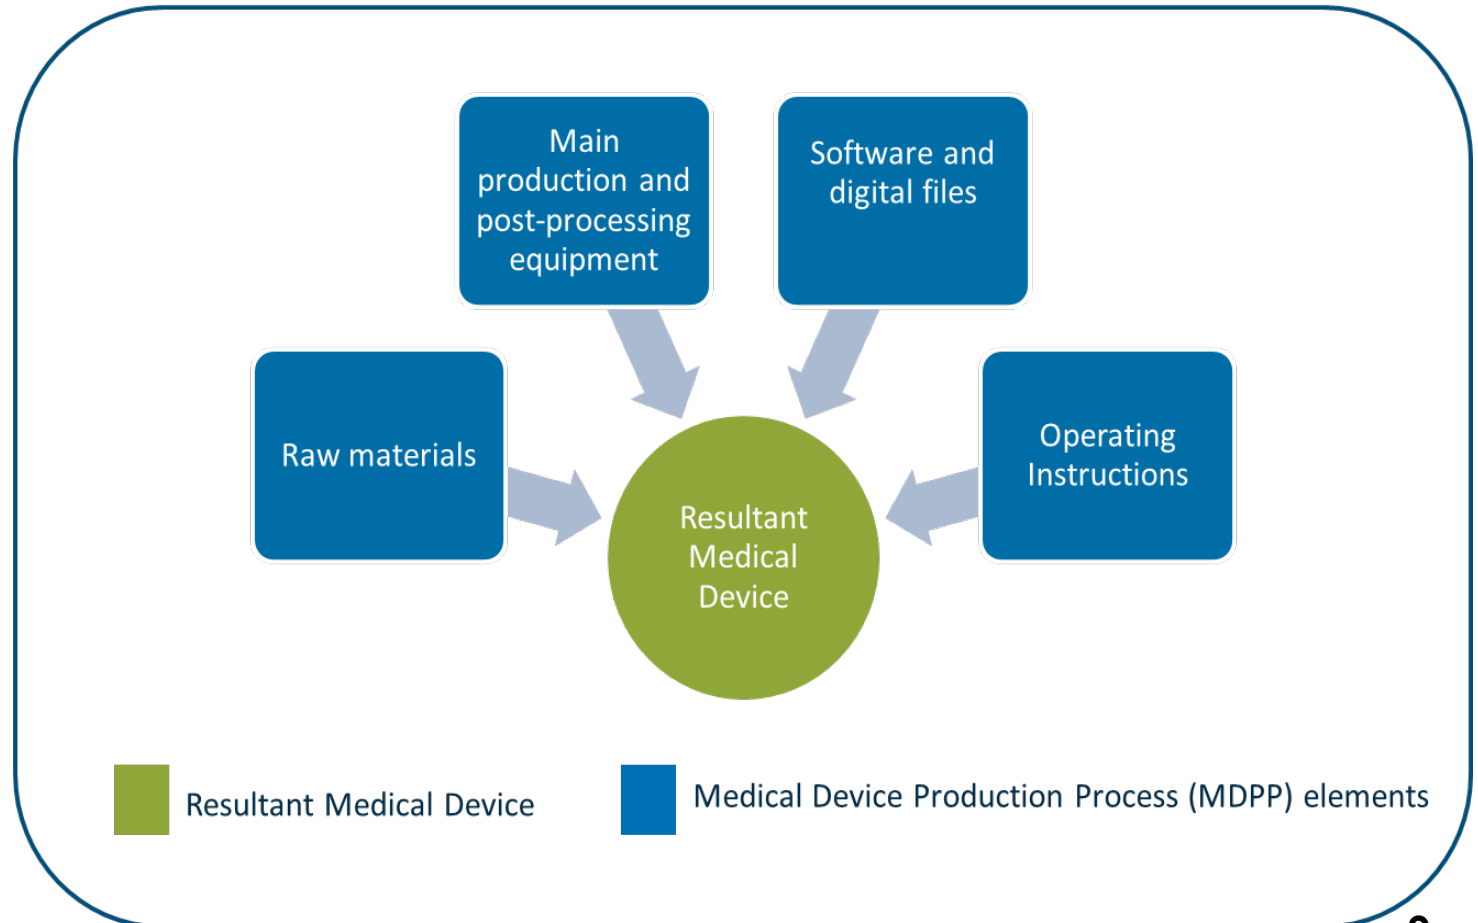 Main
production and
post-processing
equipment
Software and
digital files
Raw materials
Operating
Instructions
Resultant
Medical
Device
Resultant Medical Device
Medical Device Production Process (MDPP) elements